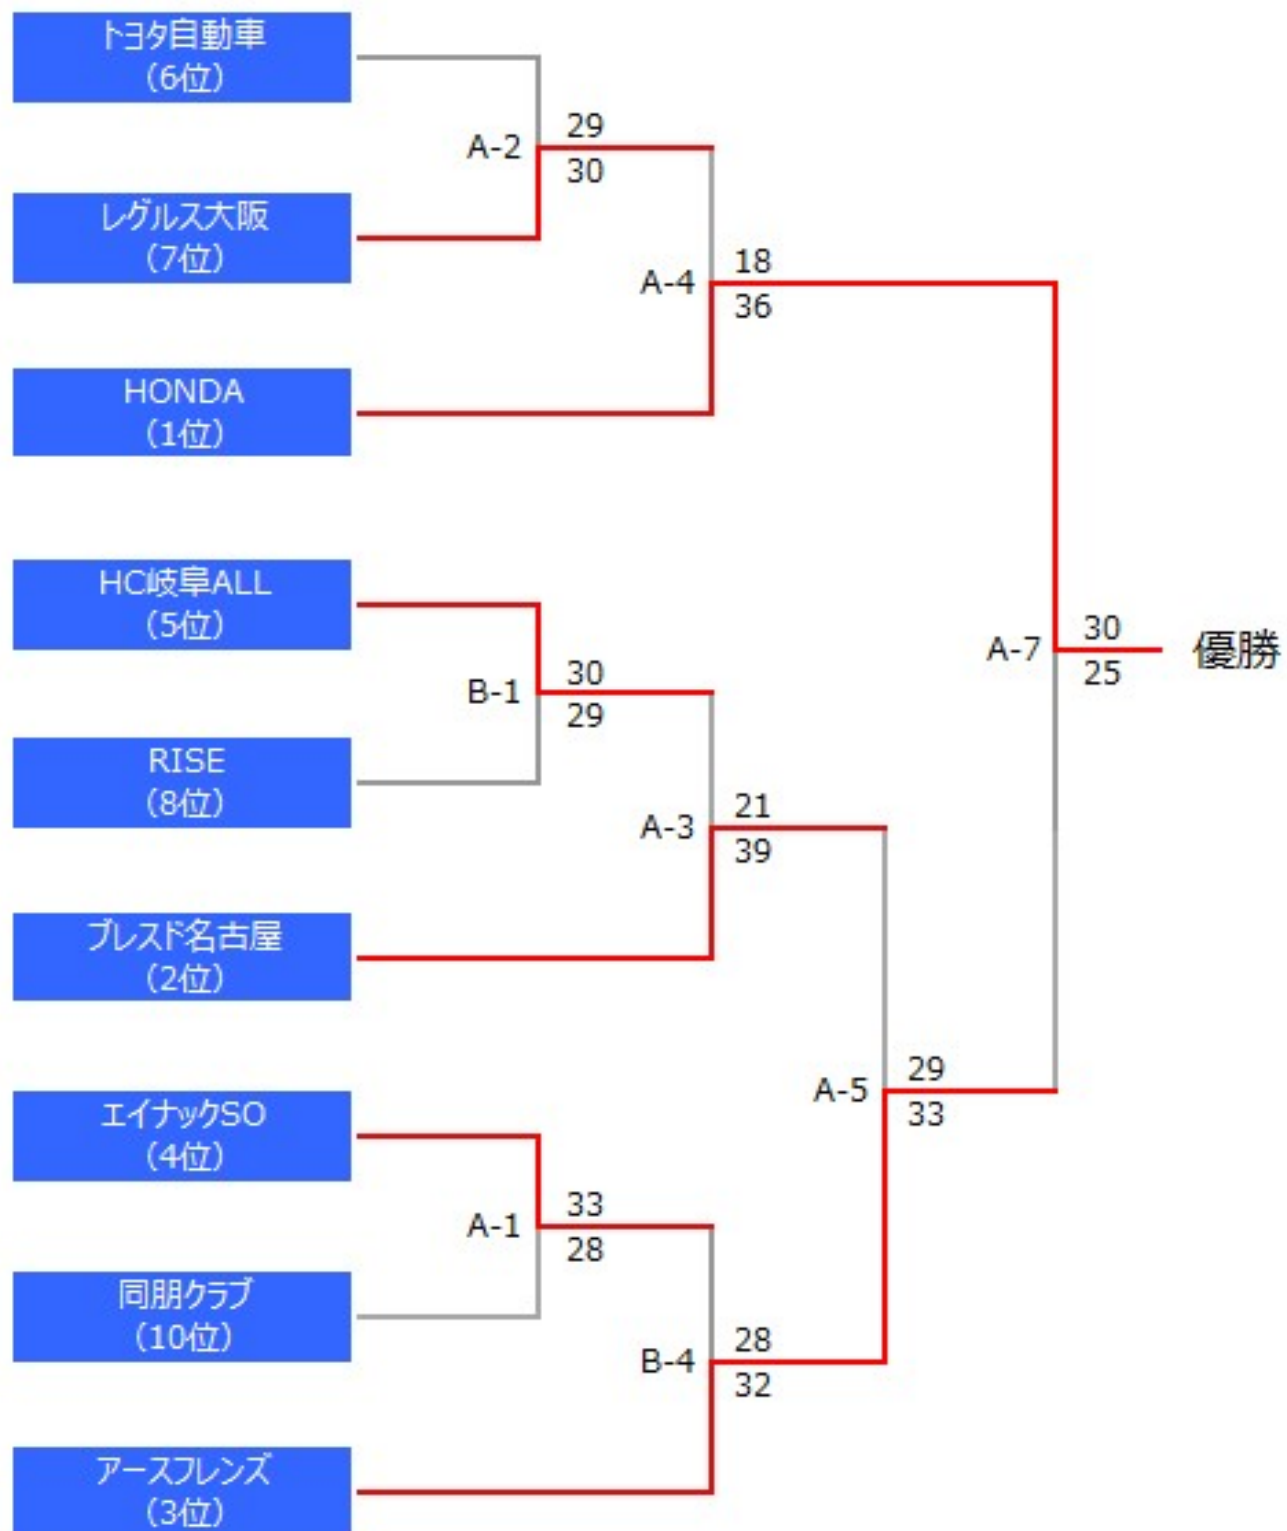 トヨタ自動車
(6位)
A-2
29
30
レグルス大阪
(7位)
A-4
18
36
HONDA
(1位)
HC岐阜ALL
(5位)
B-1
30
29
A-7
30
25
優勝
RISE
(8位)
A-3
21
39
ブレスド名古屋
(2位)
エイナックSO
(4位)
A-5
29
33
A-1
33
28
同朋クラブ
(10位)
B-4
28
32
アースフレンズ
(3位)